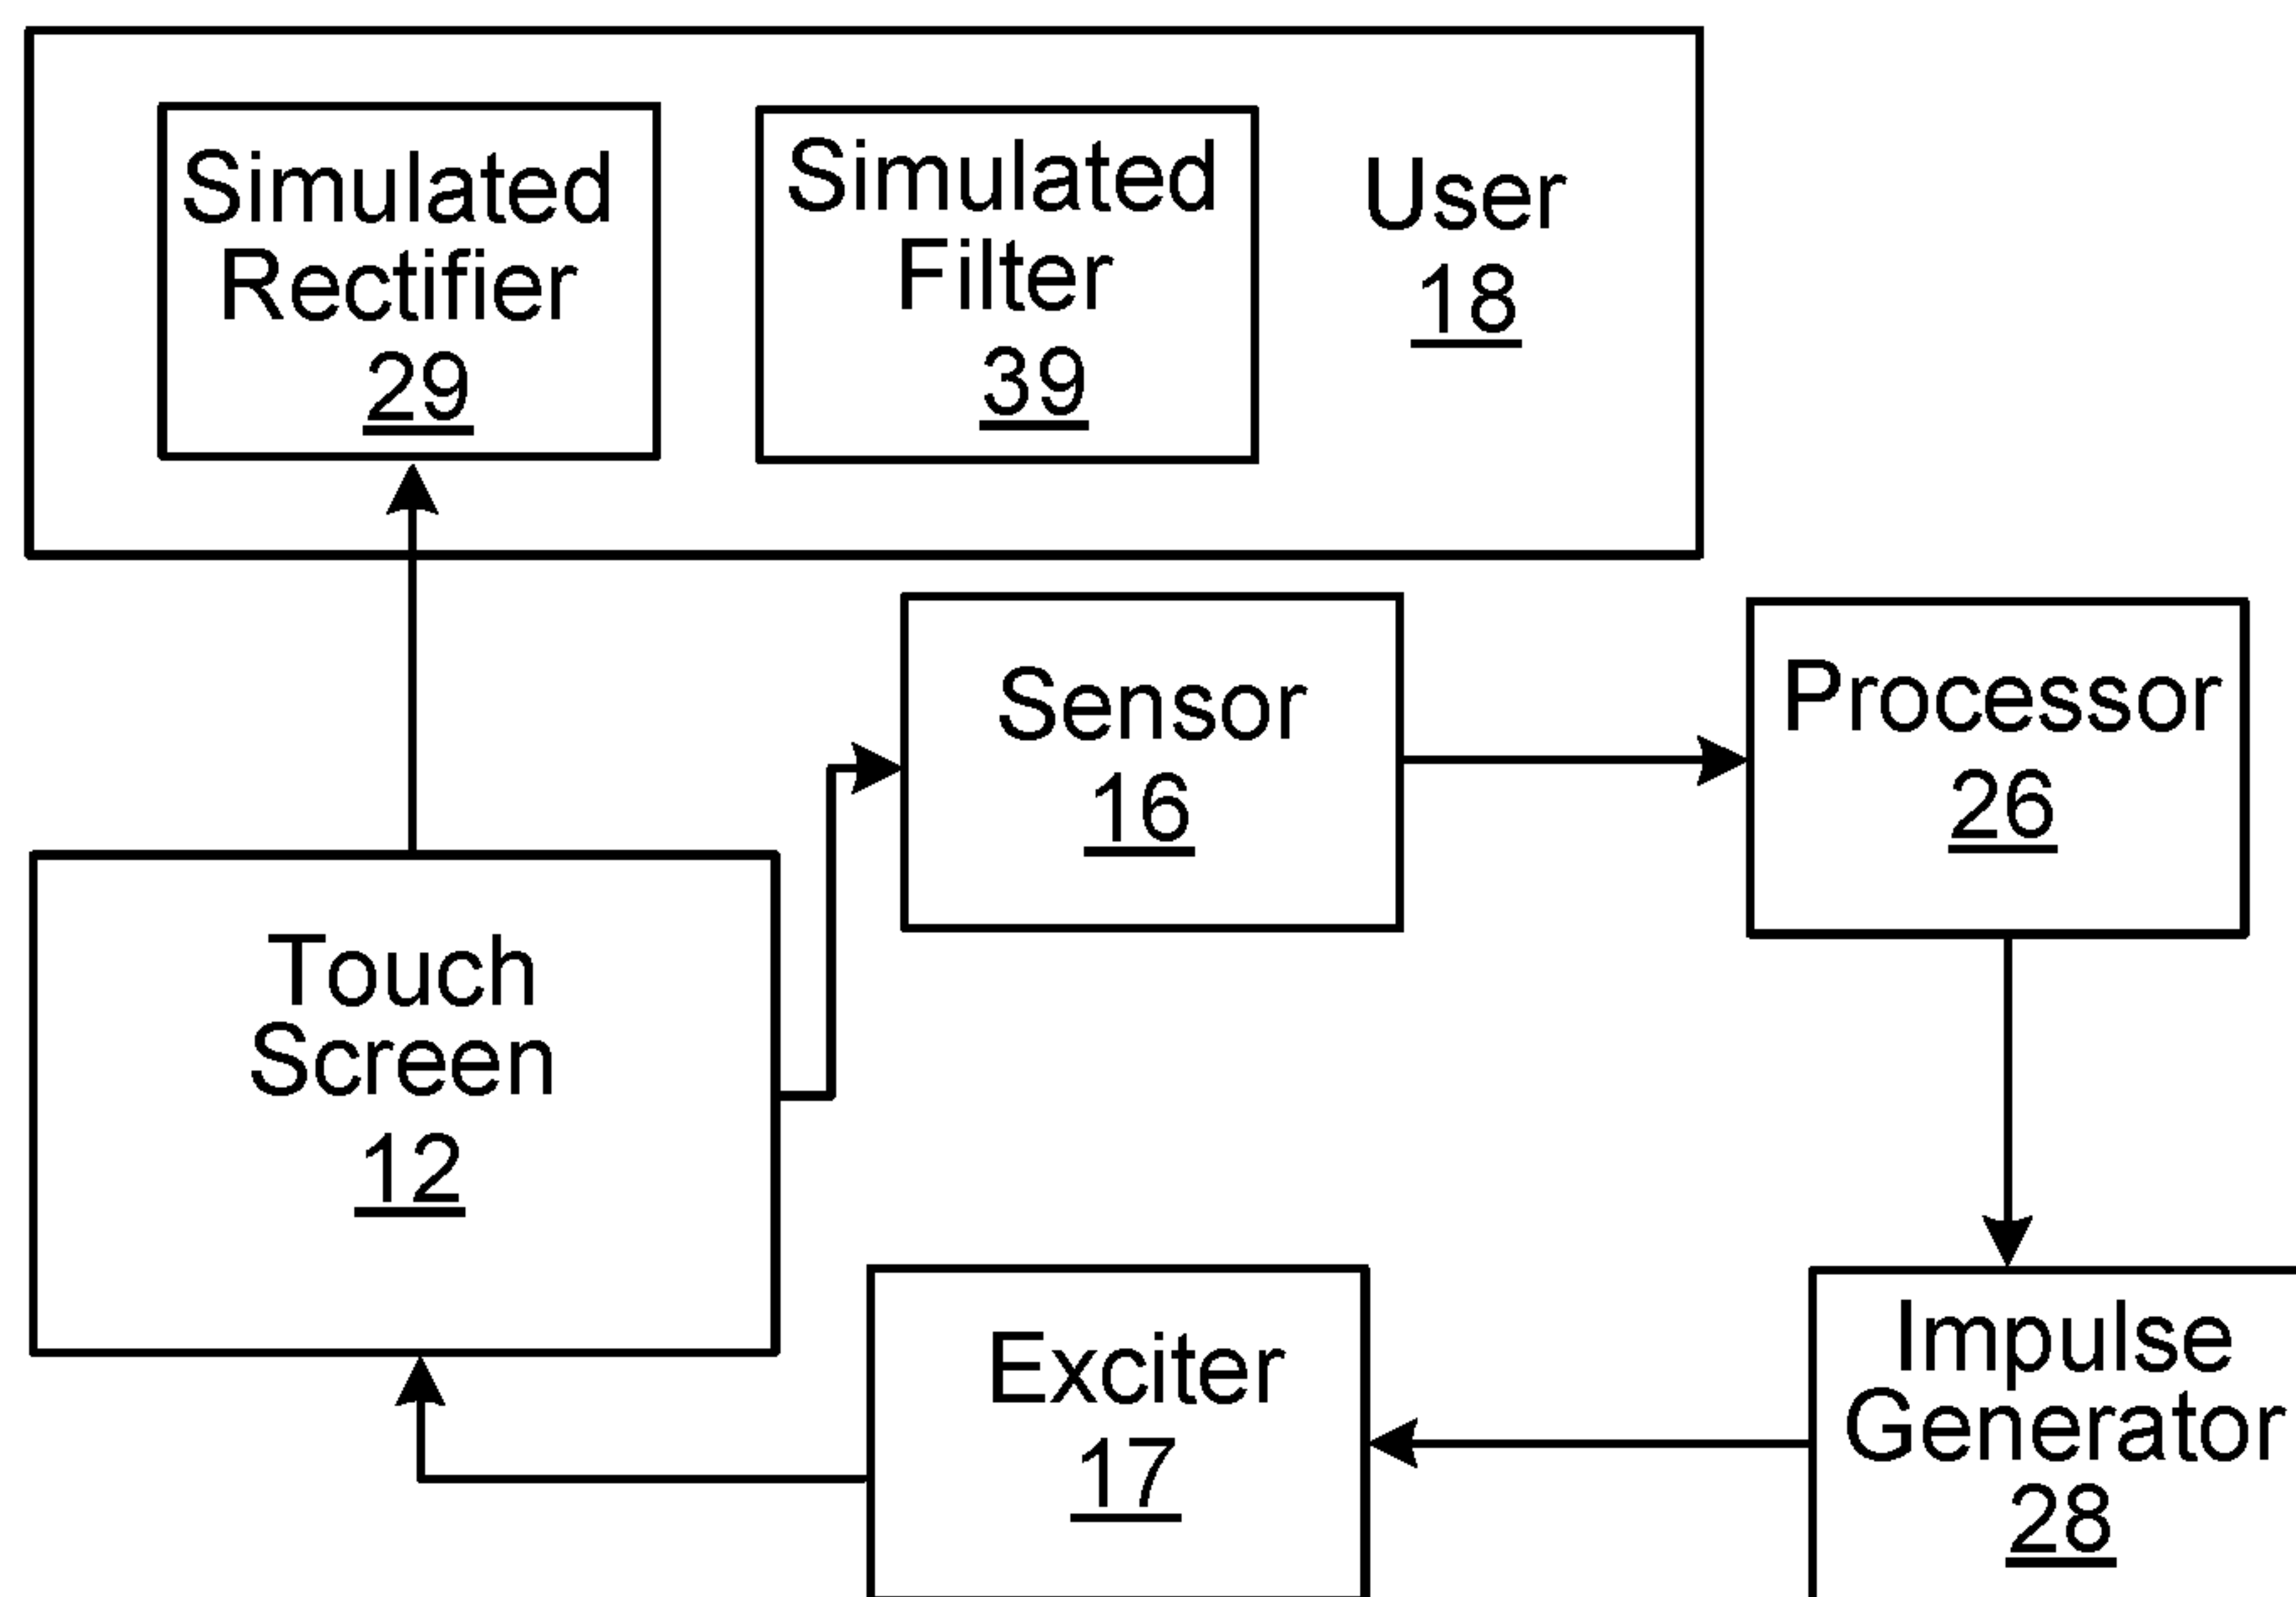 Simulated
Rectifier
29
Simulated
Filter
39
User
18
Sensor
16
Processor
26
Touch
Screen
12
Exciter
17
Impulse
Generator
28